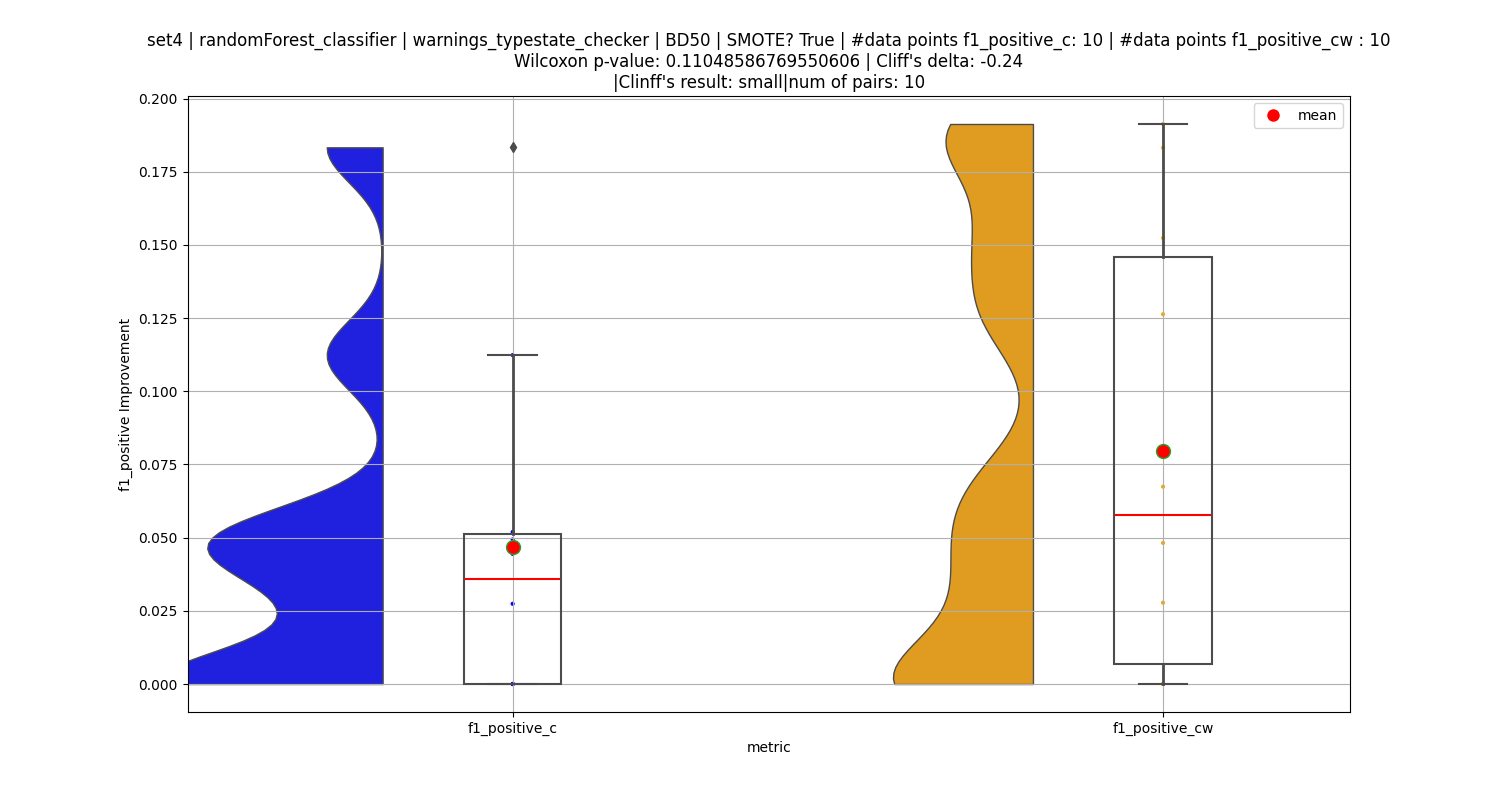 set4 | randomForest_classifier | warnings_typestate_checker | BD50 | SMOTE? True | #data points f1_positive_c: 10 | #data points f1_positive_cw : 10
Wilcoxon p-value: 0.11048586769550606 | Cliff's delta: -0.24
|Clinff's result: small|num of pairs: 10
mean
f1_positive Improvement
0.200
0.175
0.150
0.125
0.100
0.075
0.050
0.025
0.000
f1_positive_c
f1_positive_cw
metric